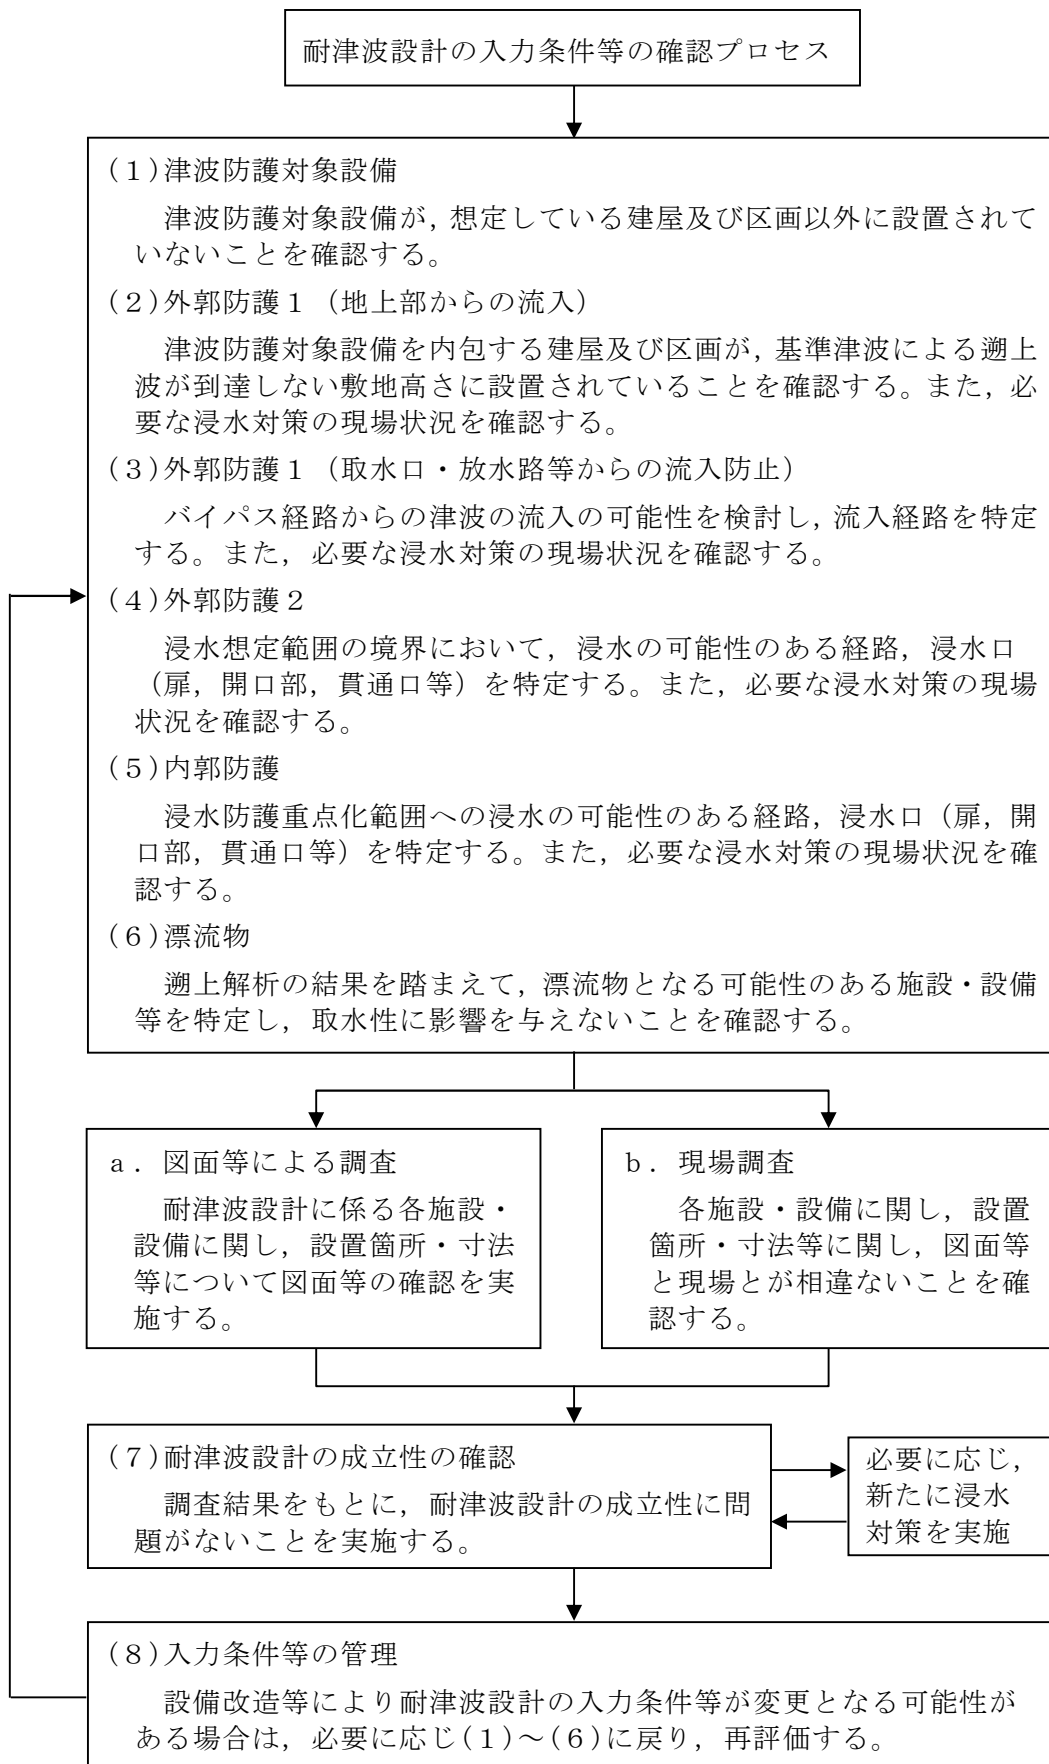 耐津波設計の入力条件等の確認プロセス
(１)津波防護対象設備
津波防護対象設備が，想定している建屋及び区画以外に設置されて
いないことを確認する。
(２)外郭防護１（地上部からの流入）
津波防護対象設備を内包する建屋及び区画が，基準津波による遡上
波が到達しない敷地高さに設置されていることを確認する。また，必
要な浸水対策の現場状況を確認する。
(３)外郭防護１（取水口・放水路等からの流入防止）
バイパス経路からの津波の流入の可能性を検討し，流入経路を特定
する。また，必要な浸水対策の現場状況を確認する。
(４)外郭防護２
浸水想定範囲の境界において，浸水の可能性のある経路，浸水口
（扉，開口部，貫通口等）を特定する。また，必要な浸水対策の現場
状況を確認する。
(５)内郭防護
浸水防護重点化範囲への浸水の可能性のある経路，浸水口（扉，開
口部，貫通口等）を特定する。また，必要な浸水対策の現場状況を確
認する。
(６)漂流物
遡上解析の結果を踏まえて，漂流物となる可能性のある施設・設備
等を特定し，取水性に影響を与えないことを確認する。
ａ．図面等による調査
耐津波設計に係る各施設・
設備に関し，設置箇所・寸法
等について図面等の確認を実
施する。
ｂ．現場調査
各施設・設備に関し，設置
箇所・寸法等に関し，図面等
と現場とが相違ないことを確
認する。
(７)耐津波設計の成立性の確認
調査結果をもとに，耐津波設計の成立性に問
題がないことを実施する。
必要に応じ，
新たに浸水
対策を実施
(８)入力条件等の管理
設備改造等により耐津波設計の入力条件等が変更となる可能性が
ある場合は，必要に応じ(１)～(６)に戻り，再評価する。